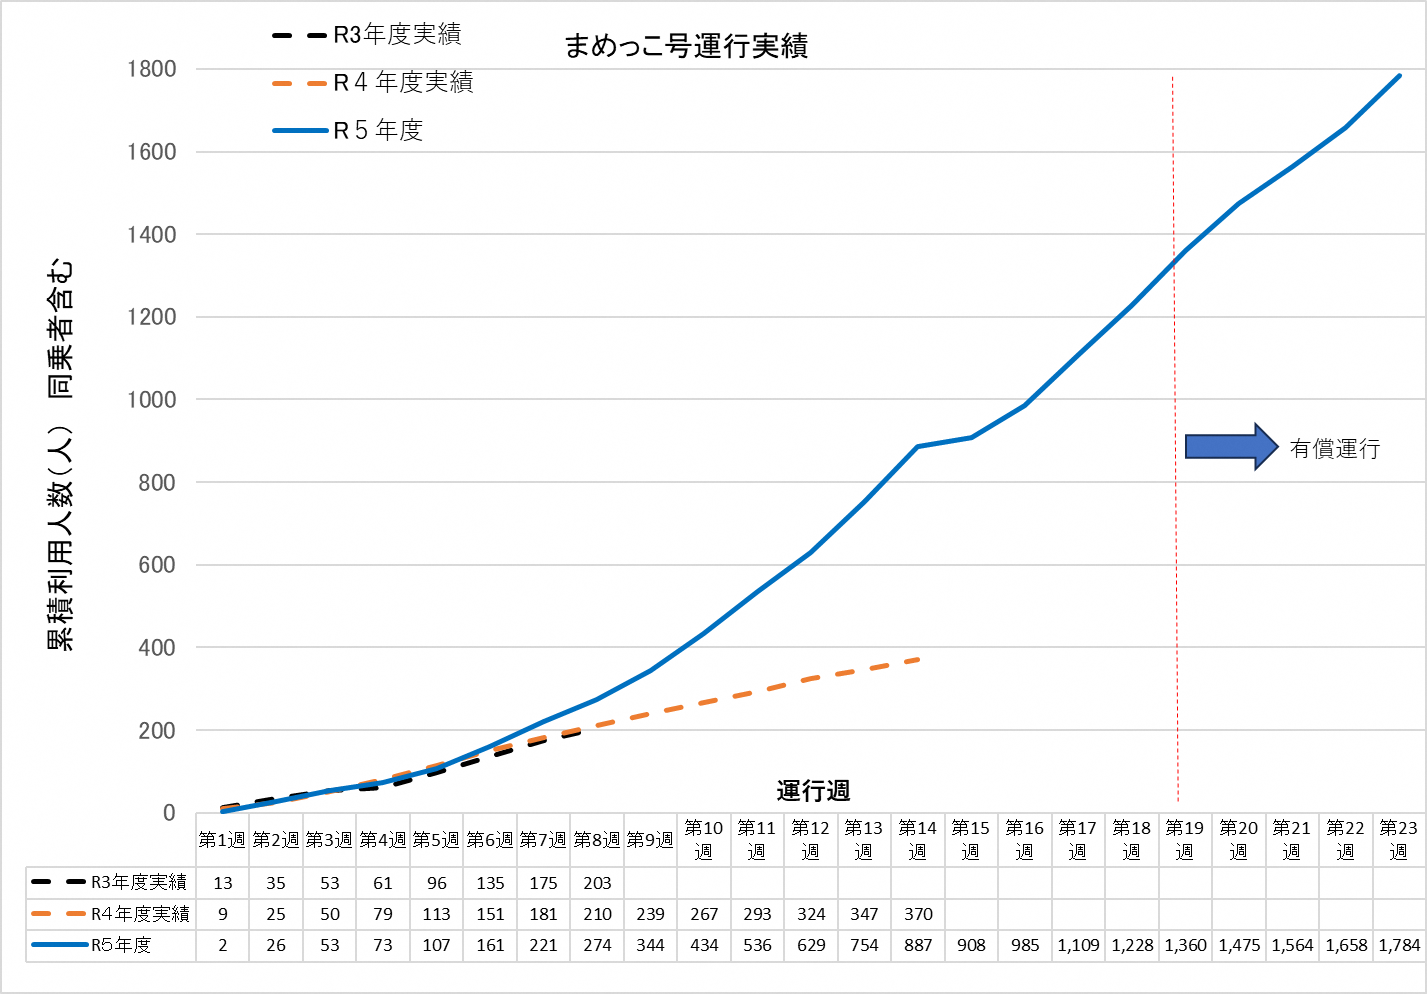 まめっこ号運行実績
R3年度実績
R４年度実績
R５年度
1800
1600
1400
1200
1000
800
600
400
200
0
累積利用人数(人)　同乗者含む
有償運行
運行週
第1週 第2週 第3週 第4週 第5週 第6週 第7週 第8週 第9週 第10週 第11週 第12週 第13週 第14週 第15週 第16週 第17週 第18週 第19週 第20週 第21週 第22週 第23週
R3年度実績 13 35 53 61 96 135 175 203
R４年度実績 9 25 50 79 113 151 181 210 239 267 293 324 347 370
R５年度 2 26 53 73 107 161 221 274 344 434 536 629 754 887 908 985 1,109 1,228 1,360 1,475 1,564 1,658 1,784